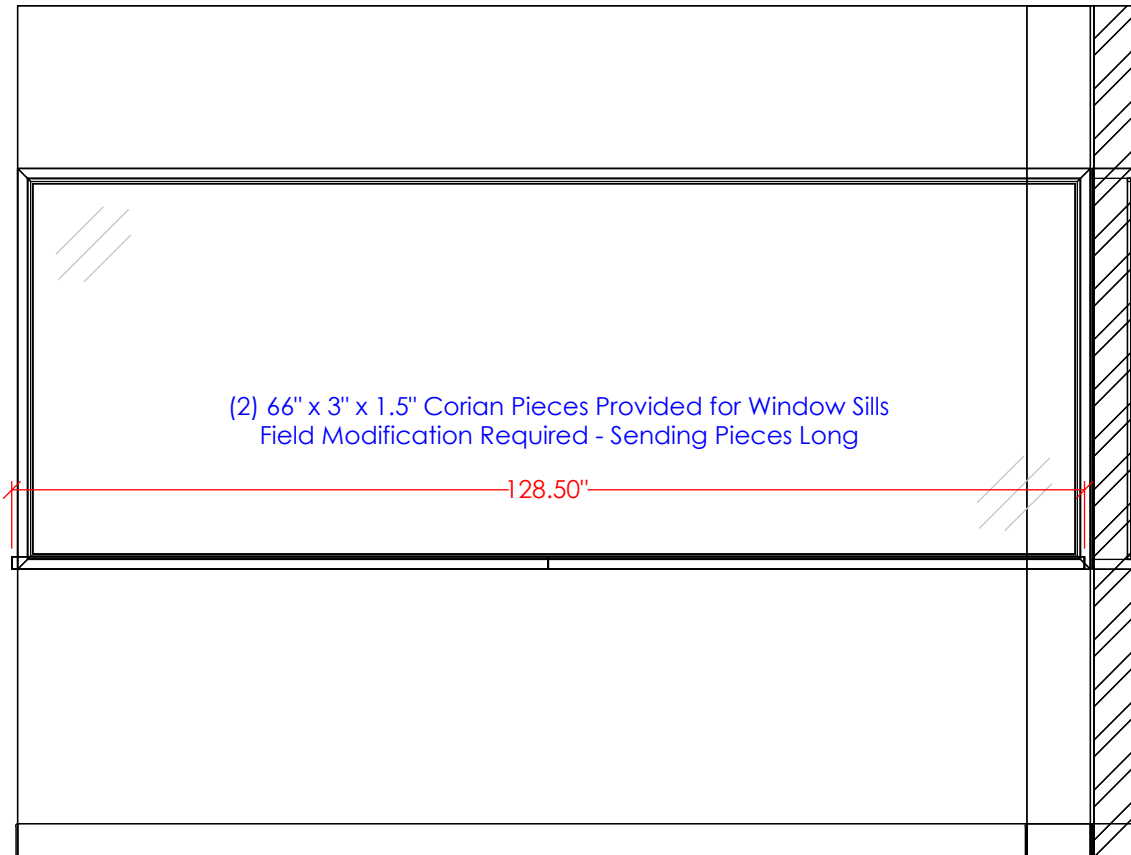 (2) 66" x 3" x 1.5" Corian Pieces Provided for Window Sills
Field Modification Required - Sending Pieces Long
128.50"